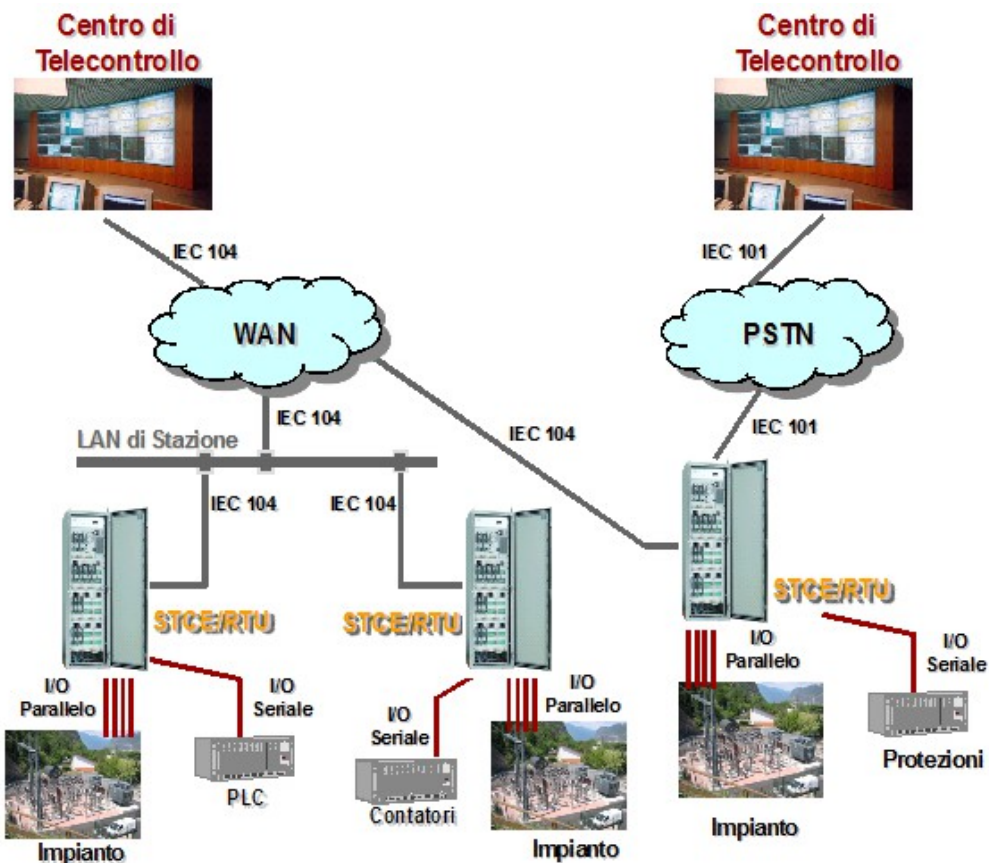 Centro di
Telecontrollo
Centro di
Telecontrollo
IEC 104
IEC 101
WAN
PSTN
IEC 104
IEC 104
IEC 101
LAN di Stazione
IEC 104
IEC 104
STCE/RTU
STCE/RTU
STCE/RTU
I/O
Parallelo
I/O
Seriale
I/O
Seriale
I/O
Parallelo
I/O
Parallelo
I/O
Seriale
PLC
Contatori
Protezioni
Impianto
Impianto
Impianto